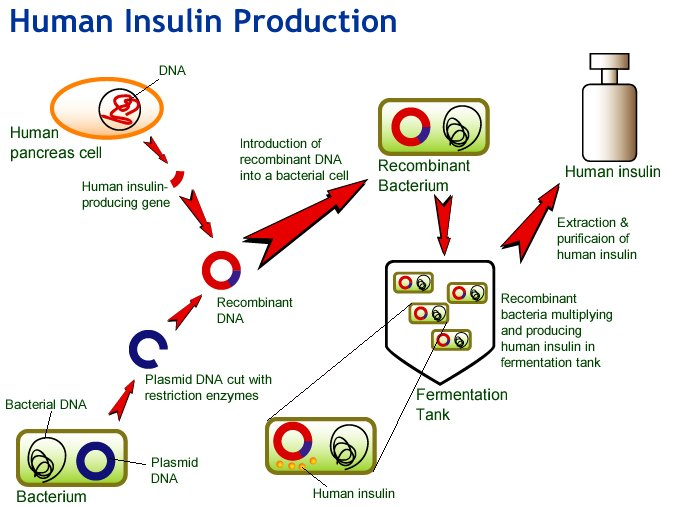 Human Insulin Production
DNA
Human
pancreas cell
Human insulin-
producing gene
Introduction of
recombinant DNA
into a bacterial cell
Recombinant
Bacterium
Human insulin
Extraction &
purificaion of
human insulin
Recombinant
DNA
Recombinant
bacteria multiplying
and producing
human insulin in
fermentation tank
Plasmid DNA cut with
restriction enzymes
Fermentation
Tank
Bacterial DNA
Plasmid
DNA
Bacterium
Human insulin